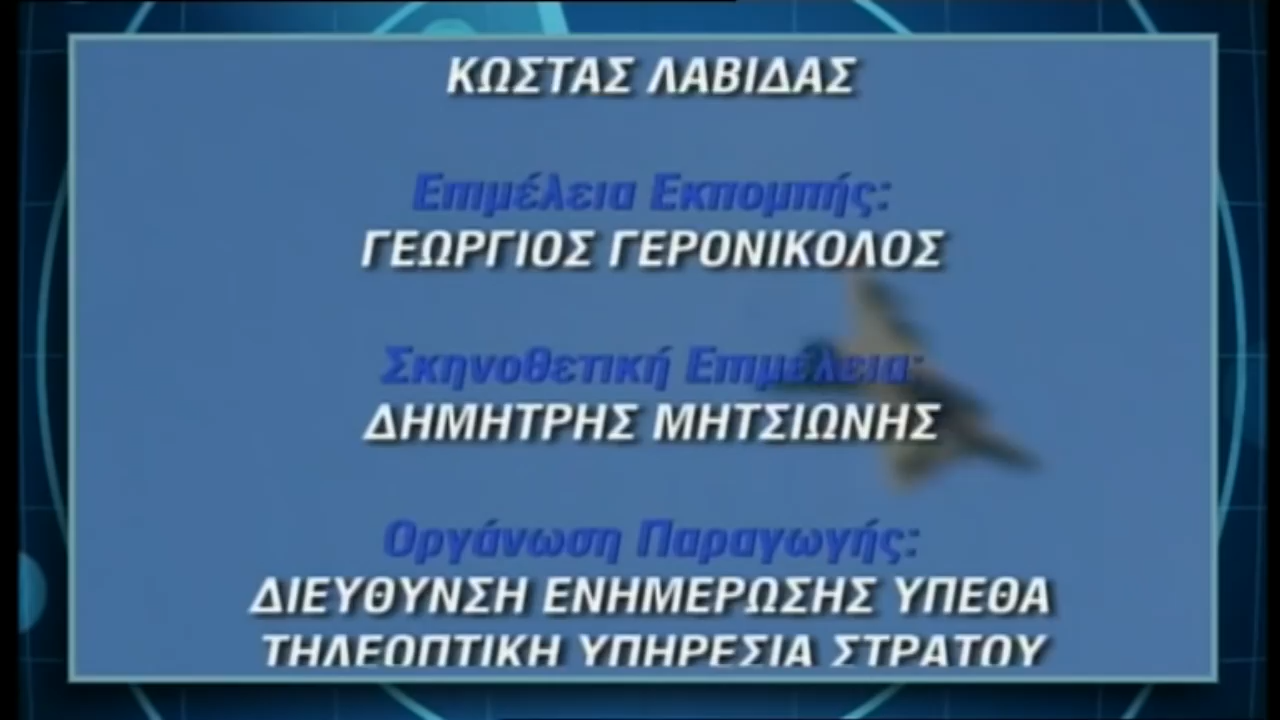 ΚΩΣΤΑΣ ΛΑΒΙΔΑΣ
Επιμέλεια Εκπομπής:
ΓΕΩΡΓΙΟΣ ΓΕΡΟΝΙΚΟΛΟΣ
Σκηνοθετική Επιμέλεια:
ΔΗΜΗΤΡΗΣ ΜΗΤΣΙΩΝΗΣ
Οργάνωση Παραγωγής:
ΔΙΕΥΘΥΝΣΗ ΕΝΗΜΕΡΩΣΗΣ ΥΠΕΘΑ
ΤΗΛΕΟΠΤΙΚΗ ΥΠΗΡΕΣΙΑ ΣΤΡΑΤΟΥ